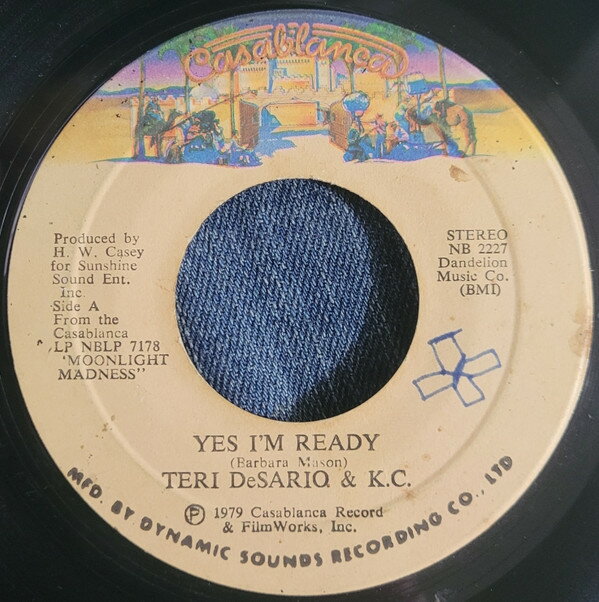 Casablanca
Produced by
H. W. Casey
for Sunshine
Sound Ent.
Inc
Side A
From the
Casablanca
LP NBLP 7178
'MOONLIGHT
MADNESS"
STEREO
NB 2227
Dandelion
Music Co.
(BMI)
YES I'M READY
(Barbara Mason)
TERI DeSARIO & K.C.
Ⓟ 1979 Casablanca Record
& FilmWorks, Inc.
MFD. BY DYNAMIC SOUNDS RECORDING CO., LTD